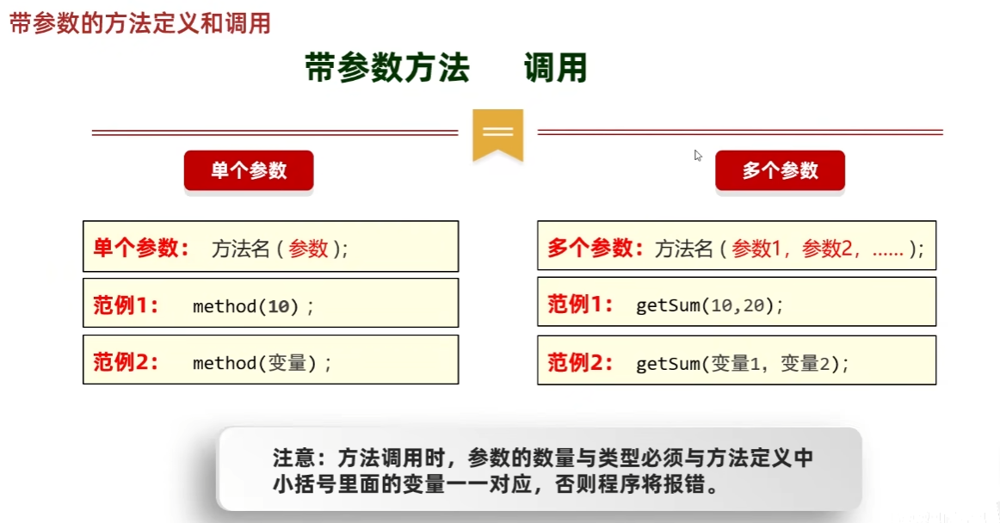 带参数的方法定义和调用
带参数方法 调用
单个参数
单个参数: 方法名 ( 参数 );
范例1: method(10) ;
范例2: method(变量) ;
多个参数
多个参数: 方法名 ( 参数1, 参数2, …… );
范例1: getSum(10,20);
范例2: getSum(变量1, 变量2);
注意: 方法调用时，参数的数量与类型必须与方法定义中
小括号里面的变量一一对应，否则程序将报错。